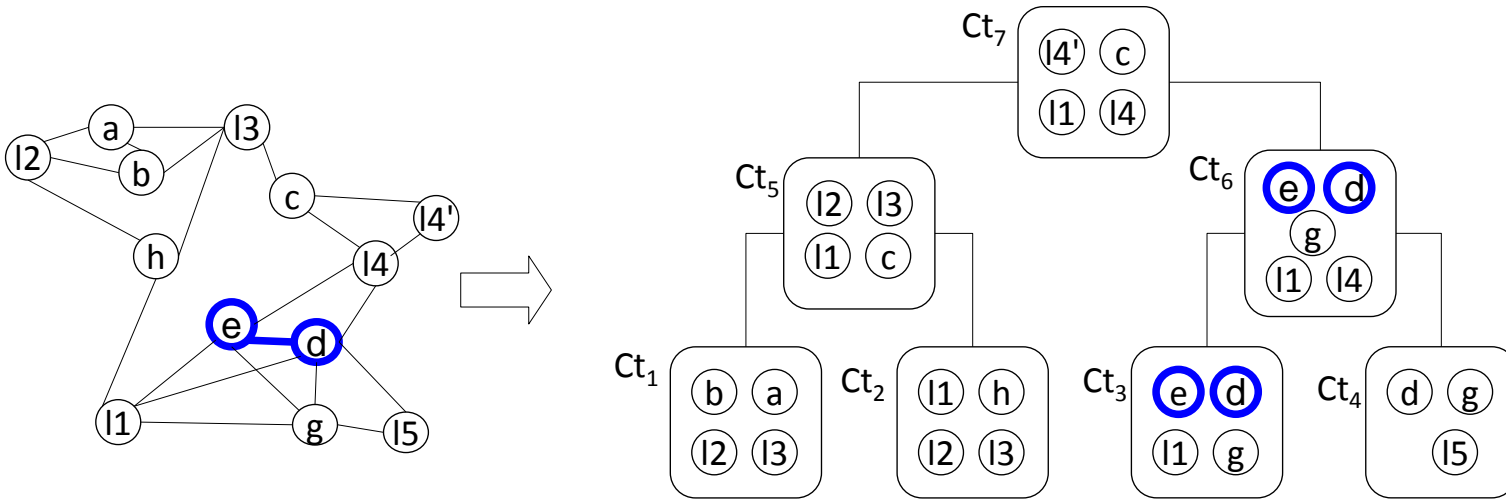 a
l3
l2
b
c
l4'
h
l4
e
d
l1
g
l5
Ct7
l4' c
l1 l4
Ct5
l2 l3
l1 c
Ct6
e d
g
l1 l4
Ct1
b a
l2 l3
Ct2
l1 h
l2 l3
Ct3
e d
l1 g
Ct4
d g
l5